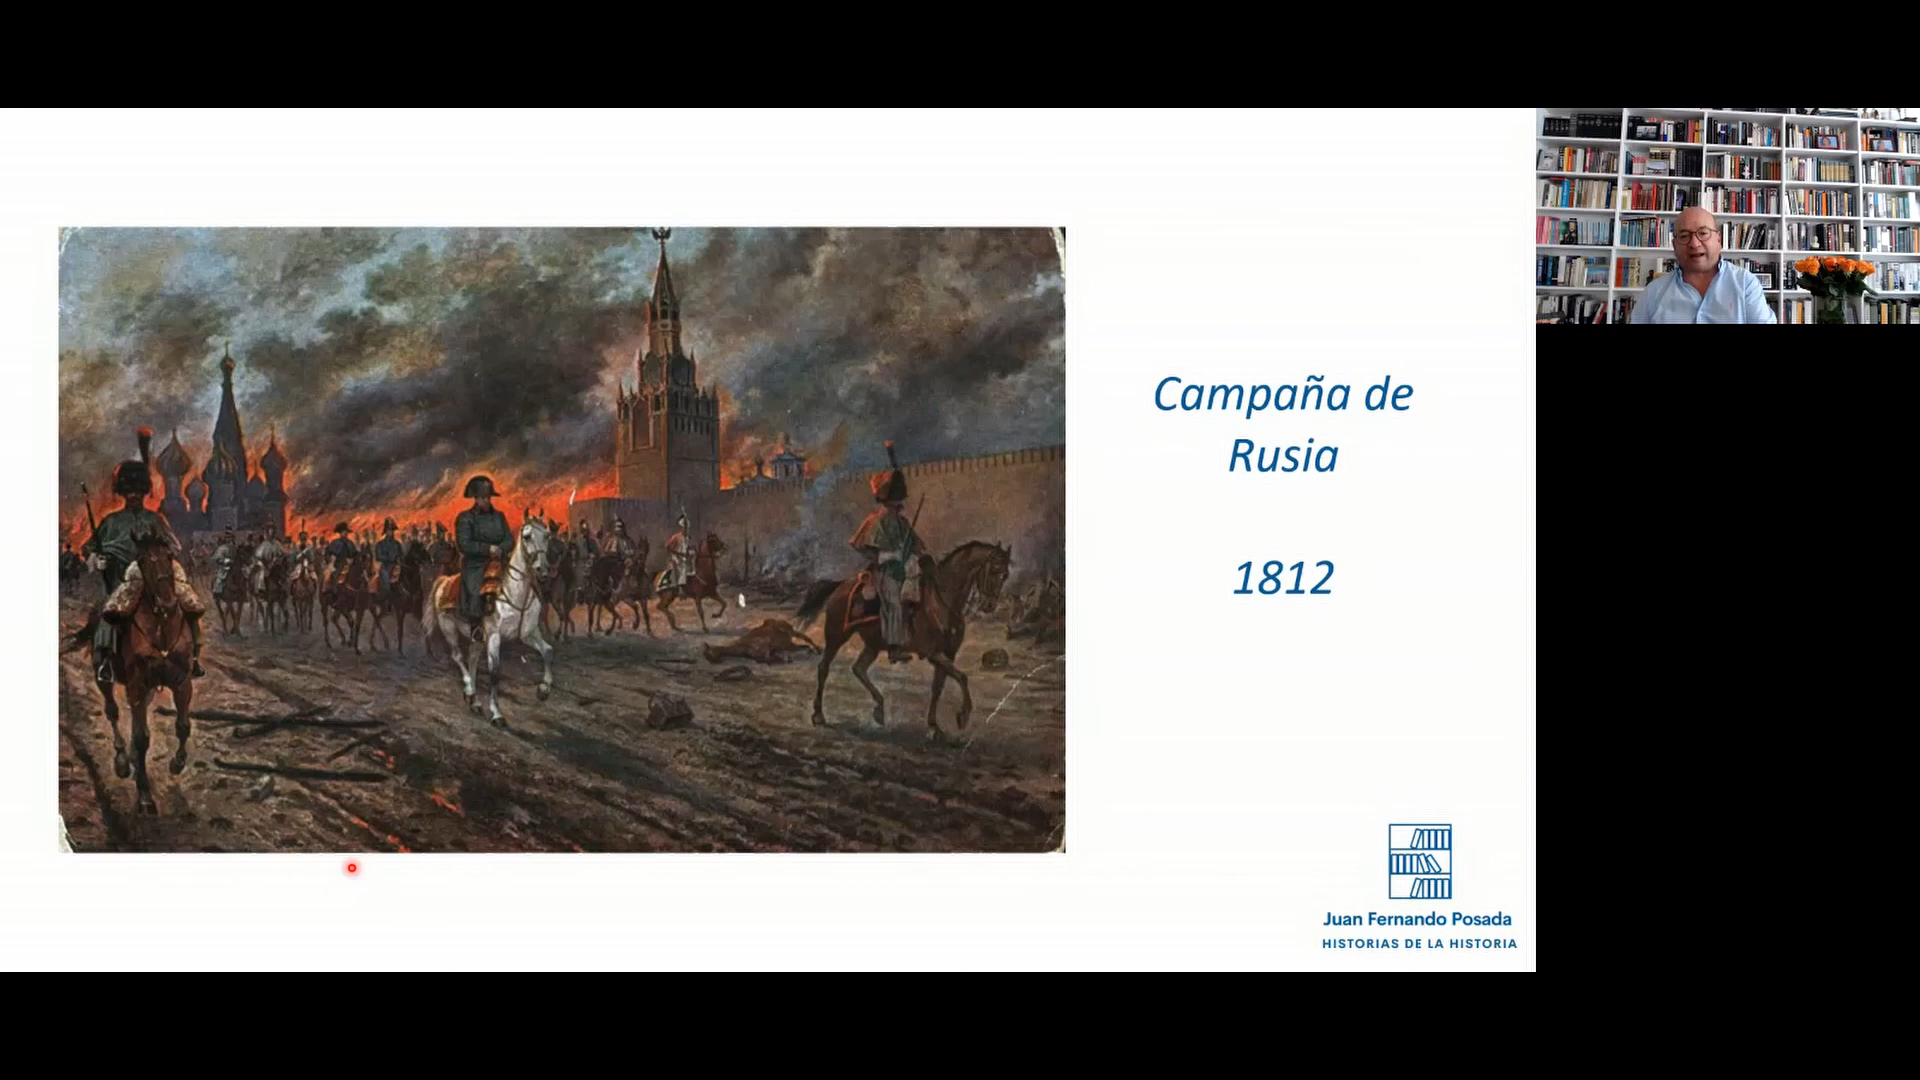 Campaña de
Rusia
1812
Juan Fernando Posada
HISTORIAS DE LA HISTORIA